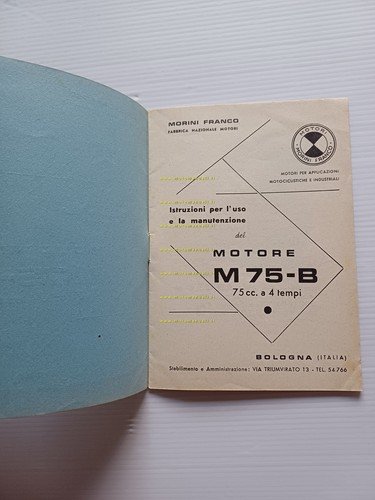 MORINI FRANCO
FABBRICA NAZIONALE MOTORI
MOTORI
MORINI FRANCO
MOTORI PER APPLICAZIONI
MOTOCICLISTICHE E INDUSTRIALI
Istruzioni per l'uso
e la manutenzione
del
MOTORE
M 75-B
75 cc. a 4 tempi
BOLOGNA (ITALIA)
Stabilimento e Amministrazione: VIA TRIUMVIRATO 13 - TEL. 54.766